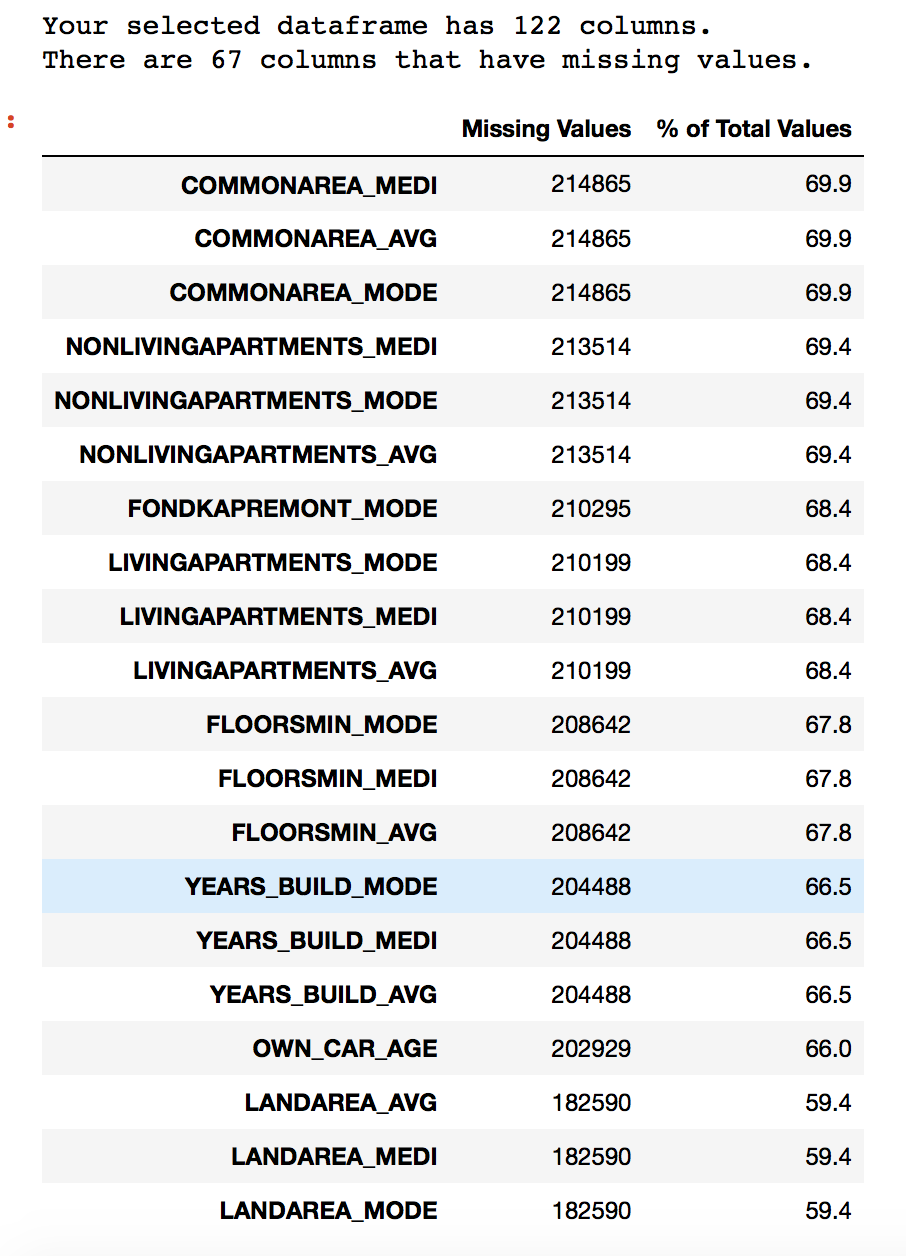 Your selected dataframe has 122 columns.
There are 67 columns that have missing values.
Missing Values % of Total Values
COMMONAREA_MEDI 214865 69.9
COMMONAREA_AVG 214865 69.9
COMMONAREA_MODE 214865 69.9
NONLIVINGAPARTMENTS_MEDI 213514 69.4
NONLIVINGAPARTMENTS_MODE 213514 69.4
NONLIVINGAPARTMENTS_AVG 213514 69.4
FONDKAPREMONT_MODE 210295 68.4
LIVINGAPARTMENTS_MODE 210199 68.4
LIVINGAPARTMENTS_MEDI 210199 68.4
LIVINGAPARTMENTS_AVG 210199 68.4
FLOORSMIN_MODE 208642 67.8
FLOORSMIN_MEDI 208642 67.8
FLOORSMIN_AVG 208642 67.8
YEARS_BUILD_MODE 204488 66.5
YEARS_BUILD_MEDI 204488 66.5
YEARS_BUILD_AVG 204488 66.5
OWN_CAR_AGE 202929 66.0
LANDAREA_AVG 182590 59.4
LANDAREA_MEDI 182590 59.4
LANDAREA_MODE 182590 59.4